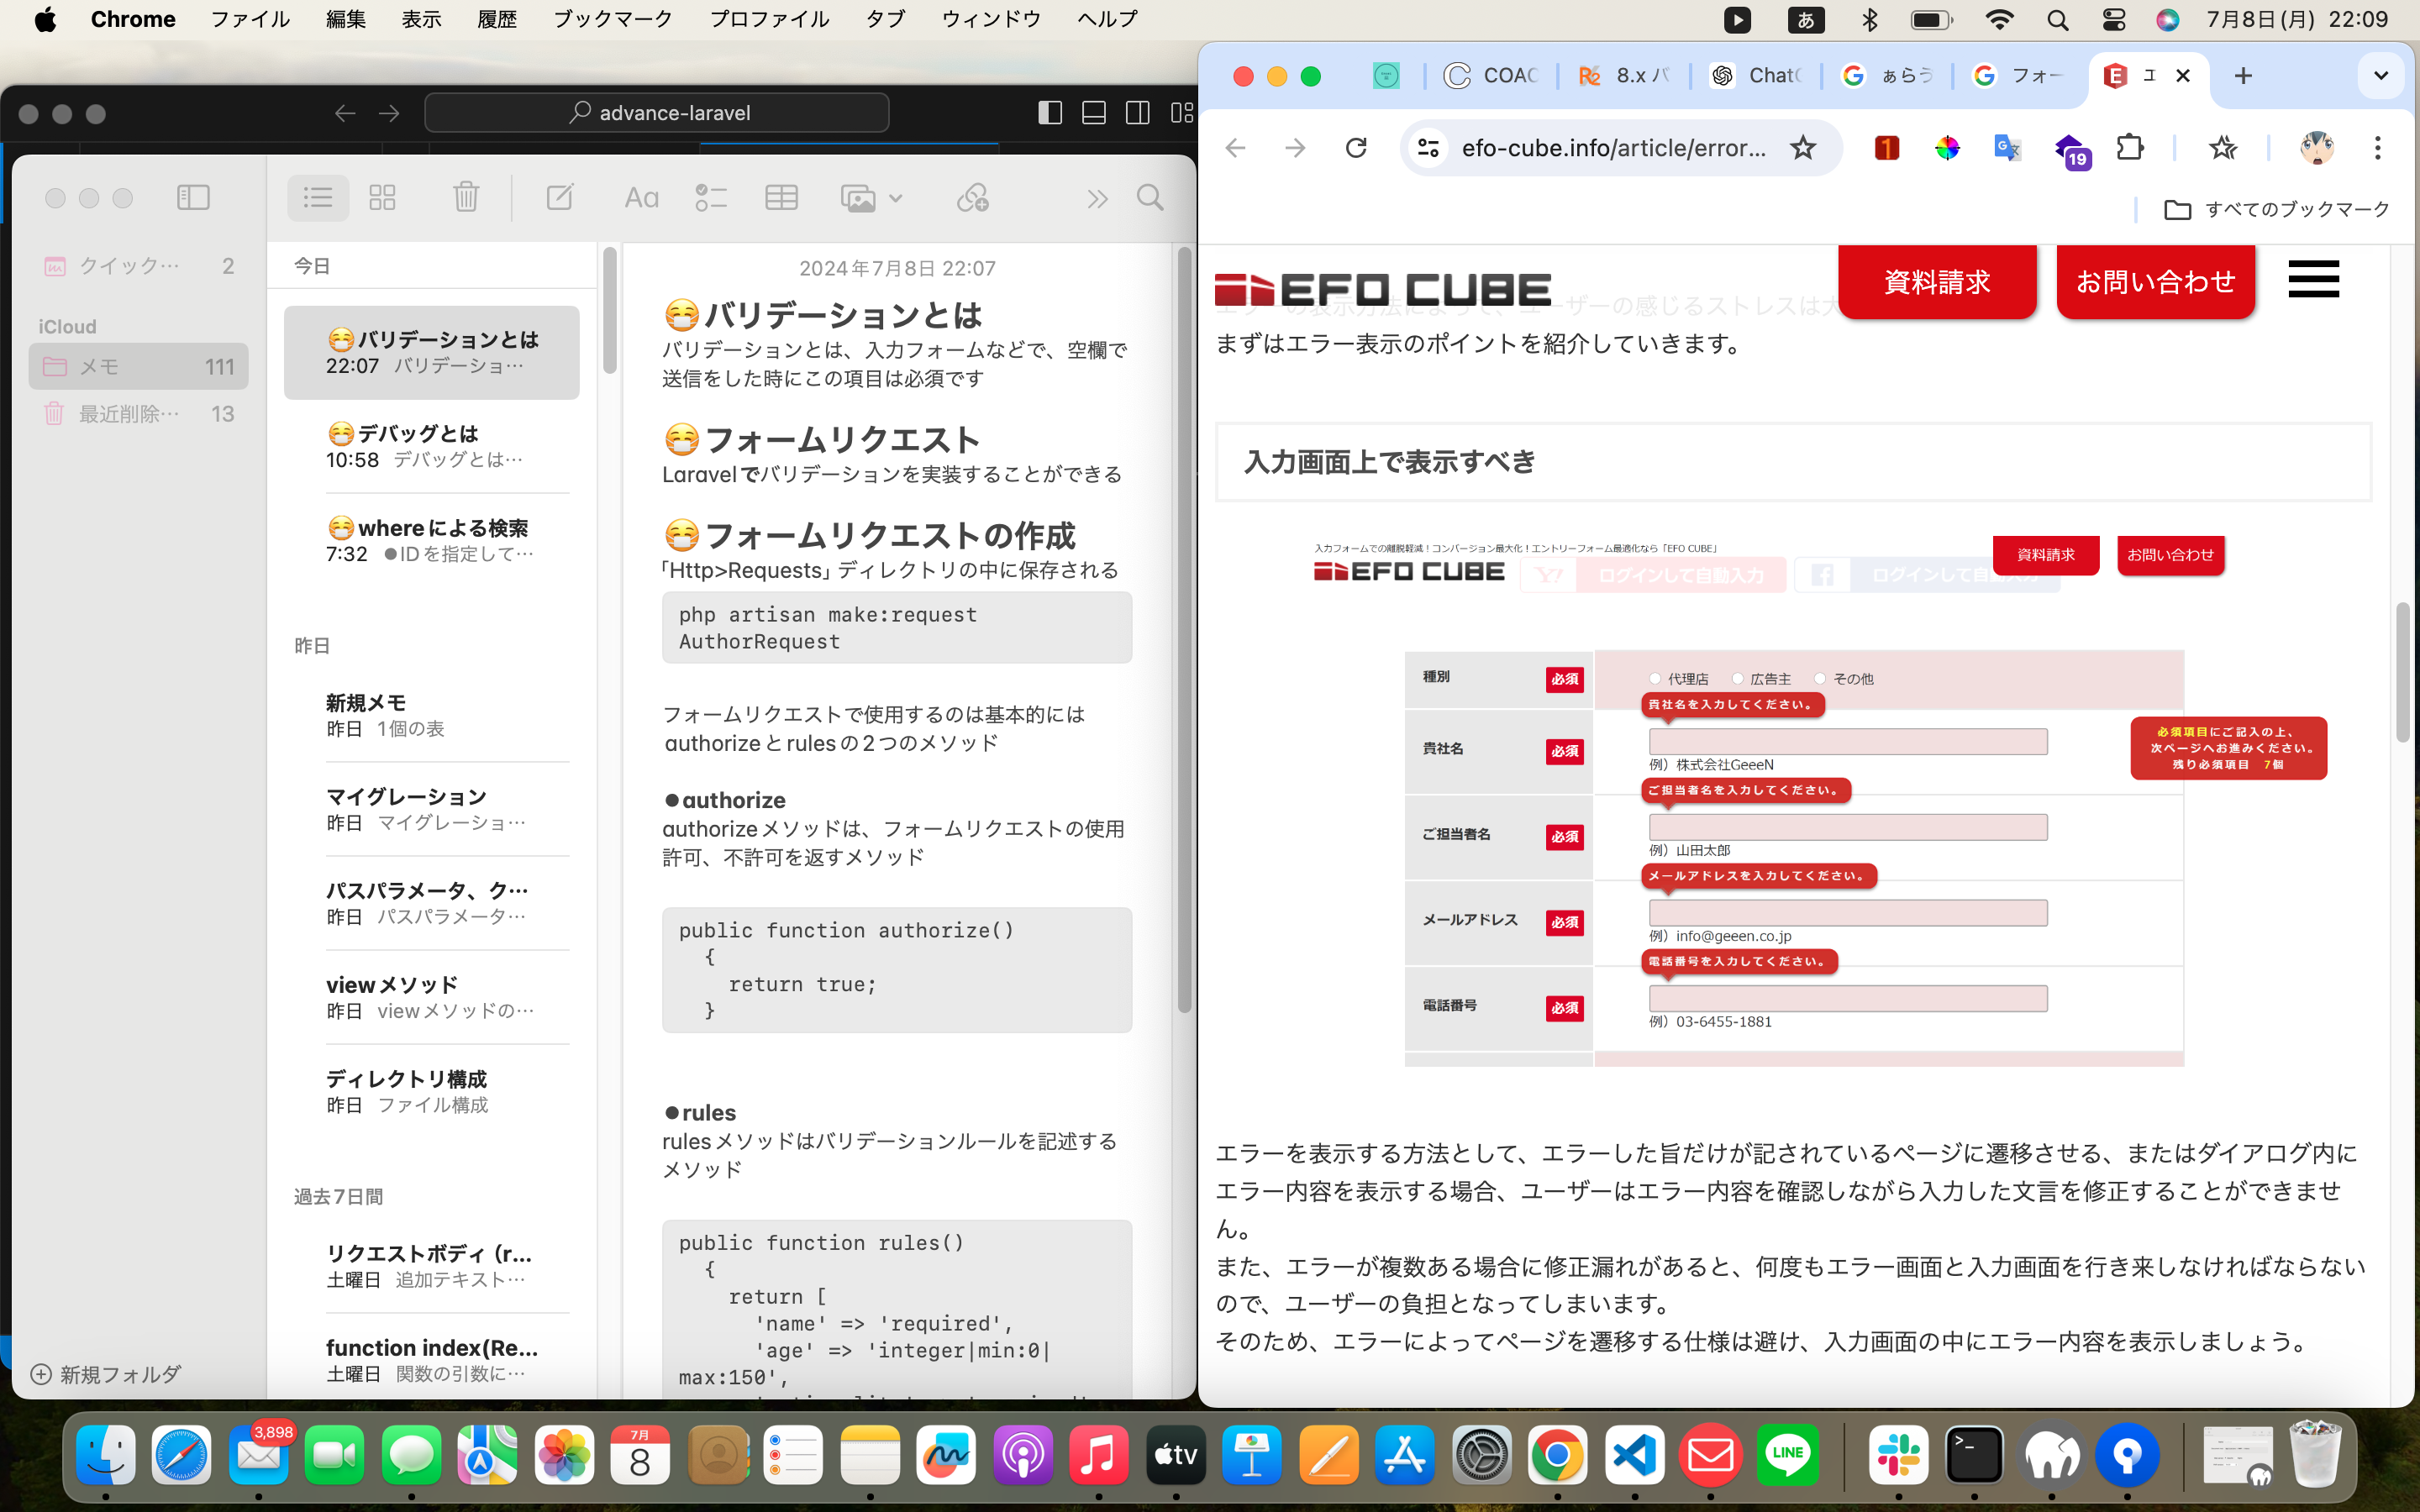 Chrome ファイル 編集 表示 履歴 ブックマーク プロファイル タブ ウィンドウ ヘルプ
あ 7月8日(月) 22:09
advance-laravel
クイック… 2
iCloud
メモ 111
最近削除… 13
新規フォルダ
今日
😷バリデーションとは
22:07 バリデーショ…
😷デバッグとは
10:58 デバッグとは…
😷whereによる検索
7:32 ●IDを指定して…
昨日
新規メモ
昨日 1個の表
マイグレーション
昨日 マイグレーショ…
パスパラメータ、ク…
昨日 パスパラメータ…
viewメソッド
昨日 viewメソッドの…
ディレクトリ構成
昨日 ファイル構成
過去7日間
リクエストボディ (r...
土曜日 追加テキスト…
function index(Re...
土曜日 関数の引数に…
Aa
2024年7月8日 22:07
😷バリデーションとは
バリデーションとは、入力フォームなどで、空欄で
送信をした時にこの項目は必須です
😷フォームリクエスト
Laravelでバリデーションを実装することができる
😷フォームリクエストの作成
「Http>Requests」ディレクトリの中に保存される
php artisan make:request
AuthorRequest
フォームリクエストで使用するのは基本的には
authorizeとrulesの2つのメソッド
●authorize
authorizeメソッドは、フォームリクエストの使用
許可、不許可を返すメソッド
public function authorize()
{
return true;
}
●rules
rulesメソッドはバリデーションルールを記述する
メソッド
public function rules()
{
return [
'name' => 'required',
'age' => 'integer|min:0|
max:150',
COAC 8.x バ ChatG ぁらう フォー エ
efo-cube.info/article/error...
1 19
すべてのブックマーク
EFO CUBE 資料請求 お問い合わせ
エラーの表示方法によって、ユーザーの感じるストレスは大
まずはエラー表示のポイントを紹介していきます。
入力画面上で表示すべき
入力フォームでの離脱軽減！コンバージョン最大化！エントリーフォーム最適化なら「EFO CUBE」
EFO CUBE Y! ログインして自動入力 ログインして自 資料請求 お問い合わせ
種別 必須 代理店 広告主 その他
貴社名を入力してください。
貴社名 必須
例）株式会社GeeeN
必須項目にご記入の上、
次ページへお進みください。
残り必須項目 7個
ご担当者名を入力してください。
ご担当者名 必須
例）山田太郎
メールアドレスを入力してください。
メールアドレス 必須
例）info@geeen.co.jp
電話番号を入力してください。
電話番号 必須
例）03-6455-1881
エラーを表示する方法として、エラーした旨だけが記されているページに遷移させる、またはダイアログ内に
エラー内容を表示する場合、ユーザーはエラー内容を確認しながら入力した文言を修正することができませ
ん。
また、エラーが複数ある場合に修正漏れがあると、何度もエラー画面と入力画面を行き来しなければならない
ので、ユーザーの負担となってしまいます。
そのため、エラーによってページを遷移する仕様は避け、入力画面の中にエラー内容を表示しましょう。
3,898
7月
8
tv
LINE